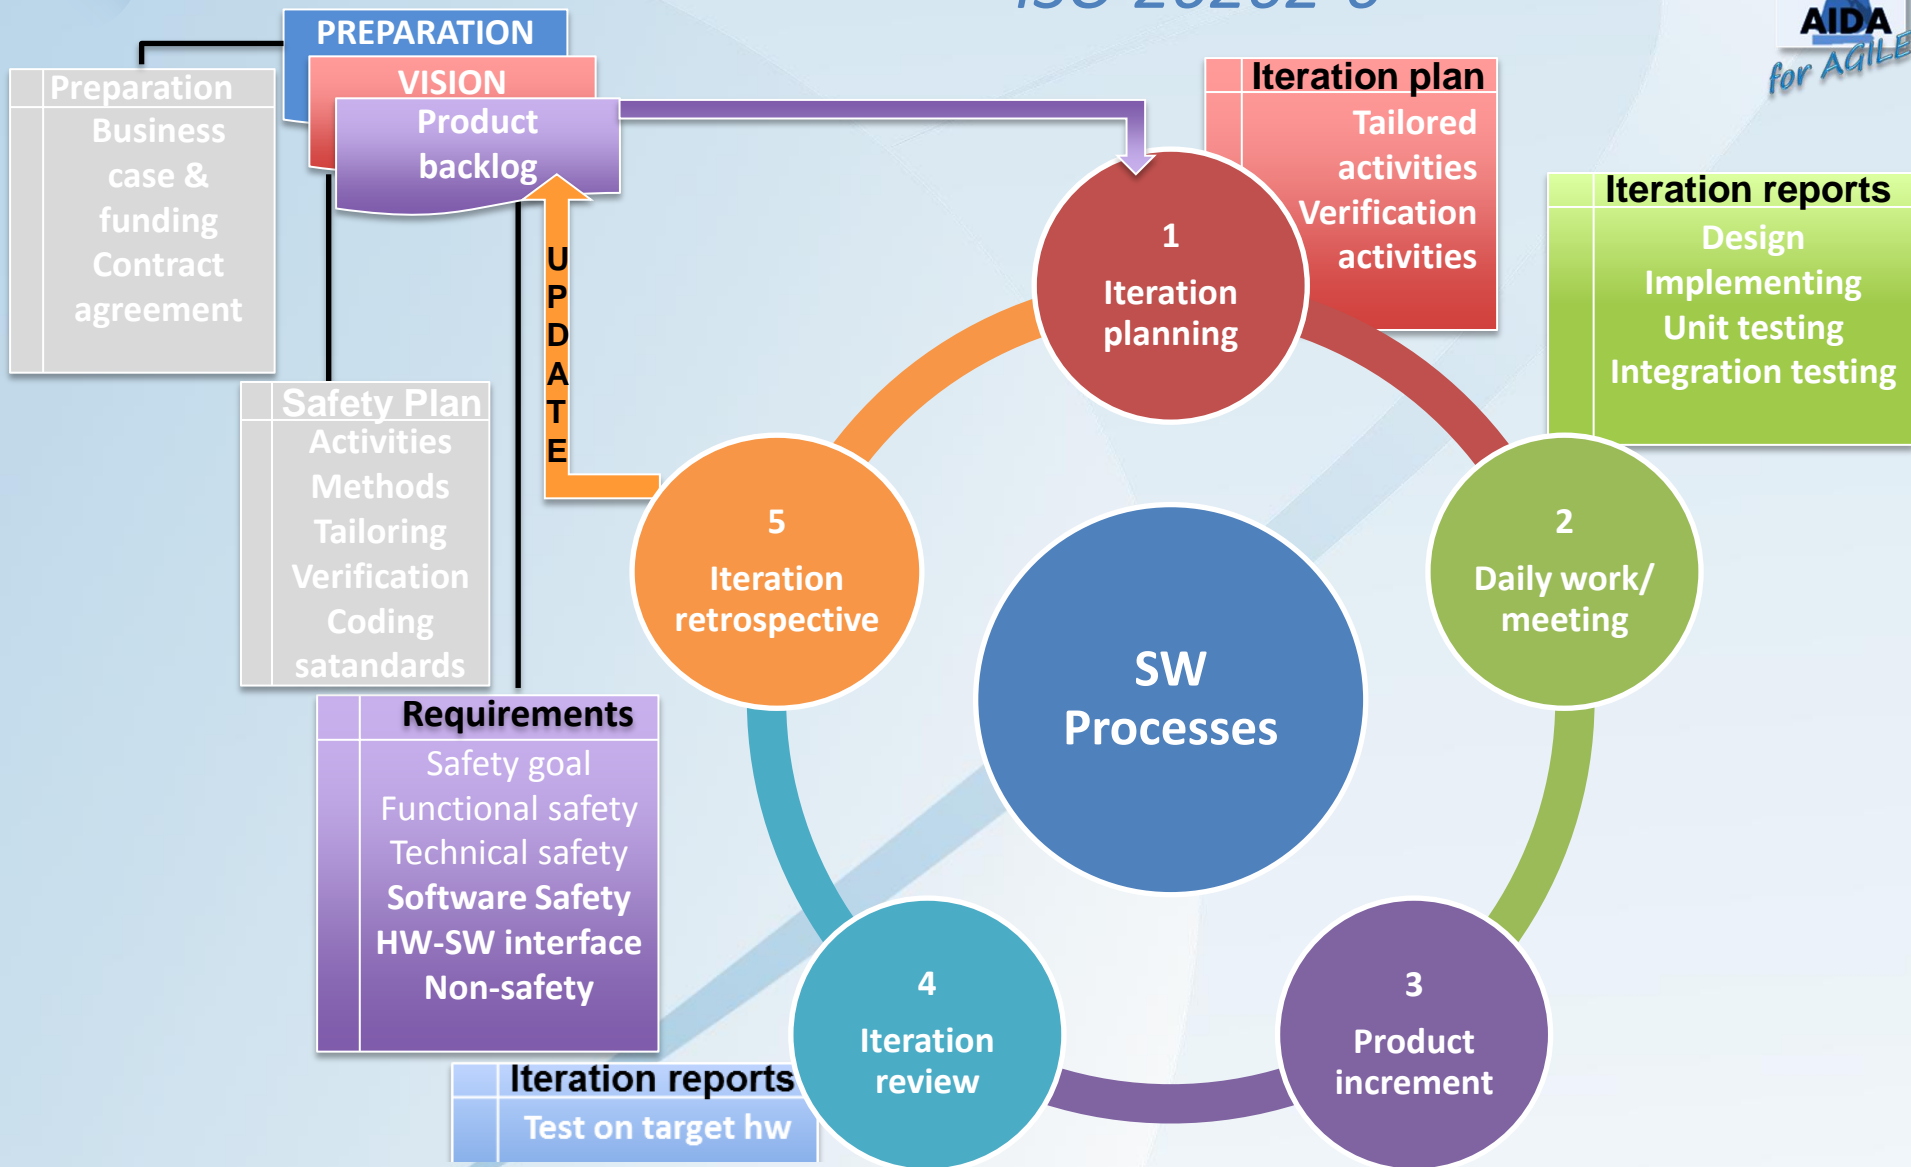 AIDA
for AGILE
PREPARATION
VISION
Product
backlog
Preparation
Business
case &
funding
Contract
agreement
Safety Plan
Activities
Methods
Tailoring
Verification
Coding
satandards
Requirements
Safety goal
Functional safety
Technical safety
Software Safety
HW-SW interface
Non-safety
UPDATE
Iteration plan
Tailored
activities
Verification
activities
Iteration reports
Design
Implementing
Unit testing
Integration testing
1
Iteration
planning
2
Daily work/
meeting
3
Product
increment
4
Iteration
review
5
Iteration
retrospective
SW
Processes
Iteration reports
Test on target hw